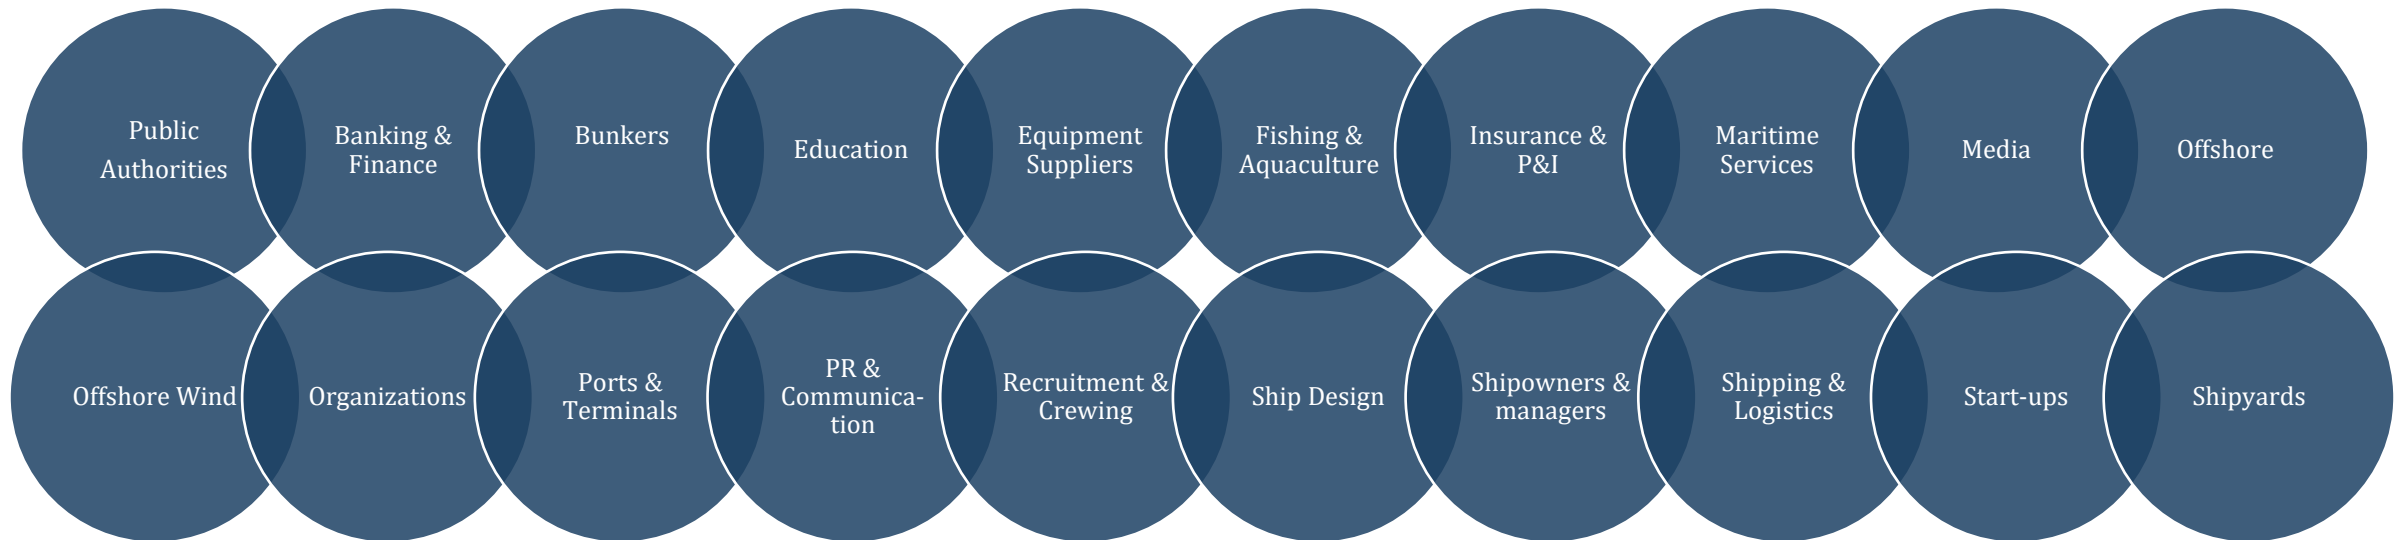 Public
Authorities
Banking &
Finance
Bunkers
Education
Equipment
Suppliers
Fishing &
Aquaculture
Insurance &
P&I
Maritime
Services
Media
Offshore
Offshore Wind
Organizations
Ports &
Terminals
PR &
Communica-
tion
Recruitment &
Crewing
Ship Design
Shipowners &
managers
Shipping &
Logistics
Start-ups
Shipyards